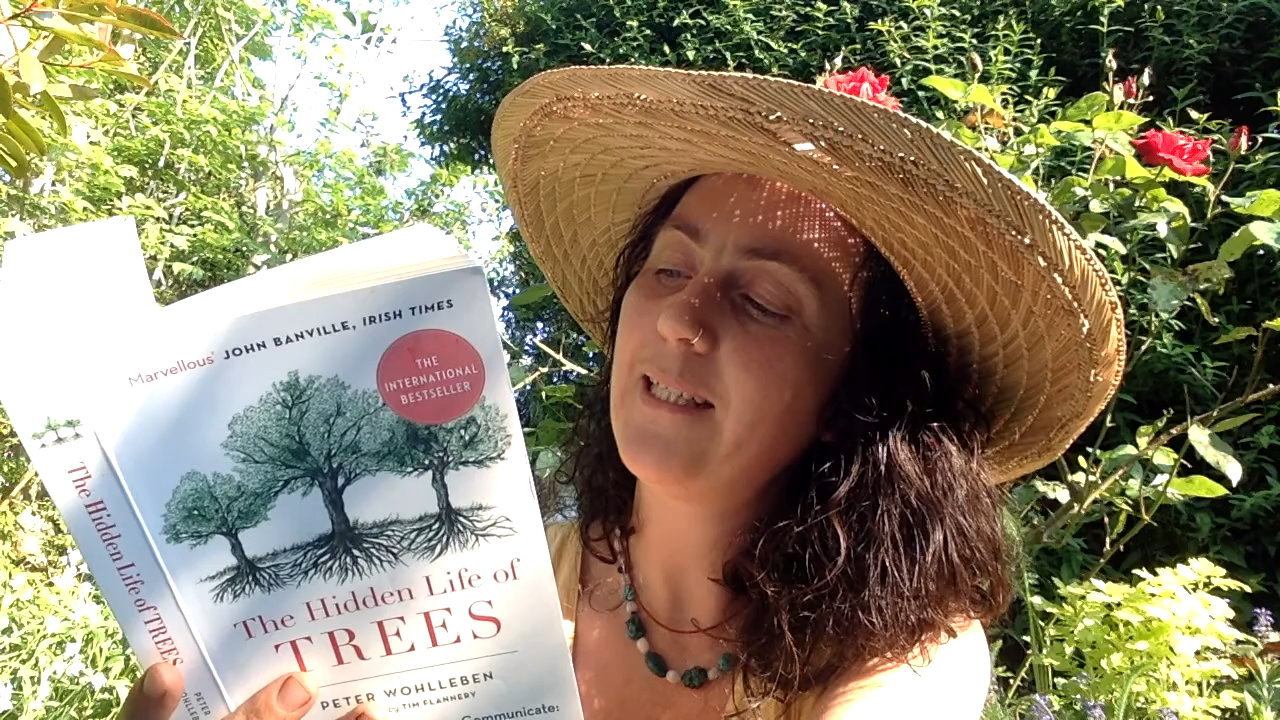 Marvellous' JOHN BANVILLE, IRISH TIMES
THE
INTERNATIONAL
BESTSELLER
The Hidden Life of
TREES
PETER WOHLLEBEN
by TIM FLANNERY
Communicate:
The Hidden Life of TREES
PETER